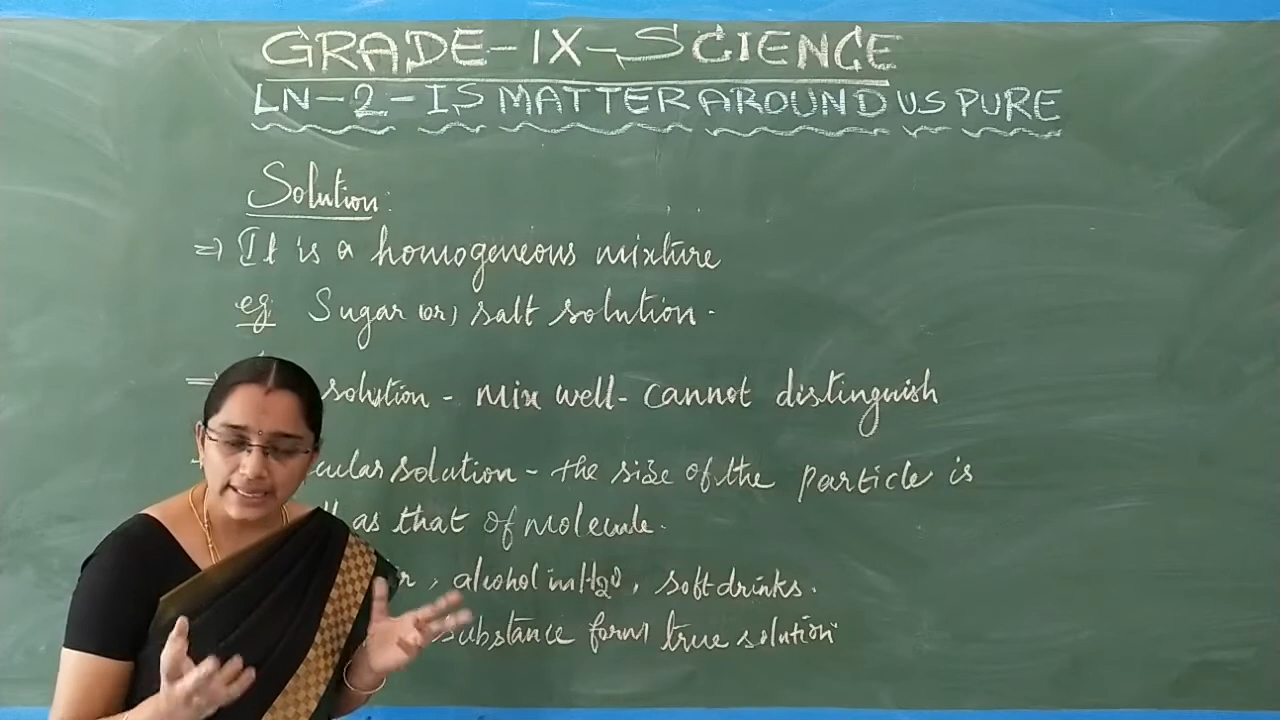 GRADE-IX-SCIENCE
LN-2-IS MATTER AROUND US PURE
Solution:
=> It is a homogeneous mixture
eg Sugar (or) salt solution.
solution - Mix well - cannot distinguish
cular solution - the size of the particle is
as that of molecule.
, alcohol in H2O, soft drinks.
substance form true solution